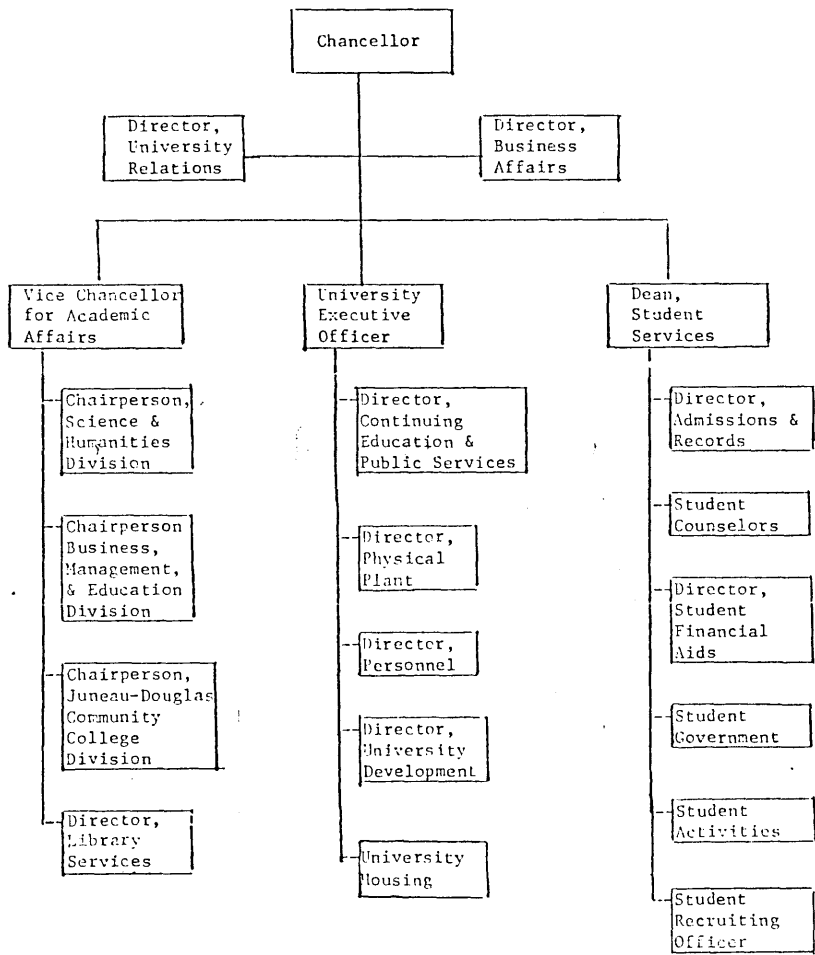 Chancellor
Director,
University
Relations
Director,
Business
Affairs
Vice Chancellor
for Academic
Affairs
Chairperson,
Science &
Humanities
Division
Chairperson
Business,
Management,
& Education
Division
Chairperson,
Juneau-Douglas
Community
College
Division
Director,
Library
Services
University
Executive
Officer
Director,
Continuing
Education &
Public Services
Director,
Physical
Plant
Director,
Personnel
Director,
University
Development
University
Housing
Dean,
Student
Services
Director,
Admissions &
Records
Student
Counselors
Director,
Student
Financial
Aids
Student
Government
Student
Activities
Student
Recruiting
Officer